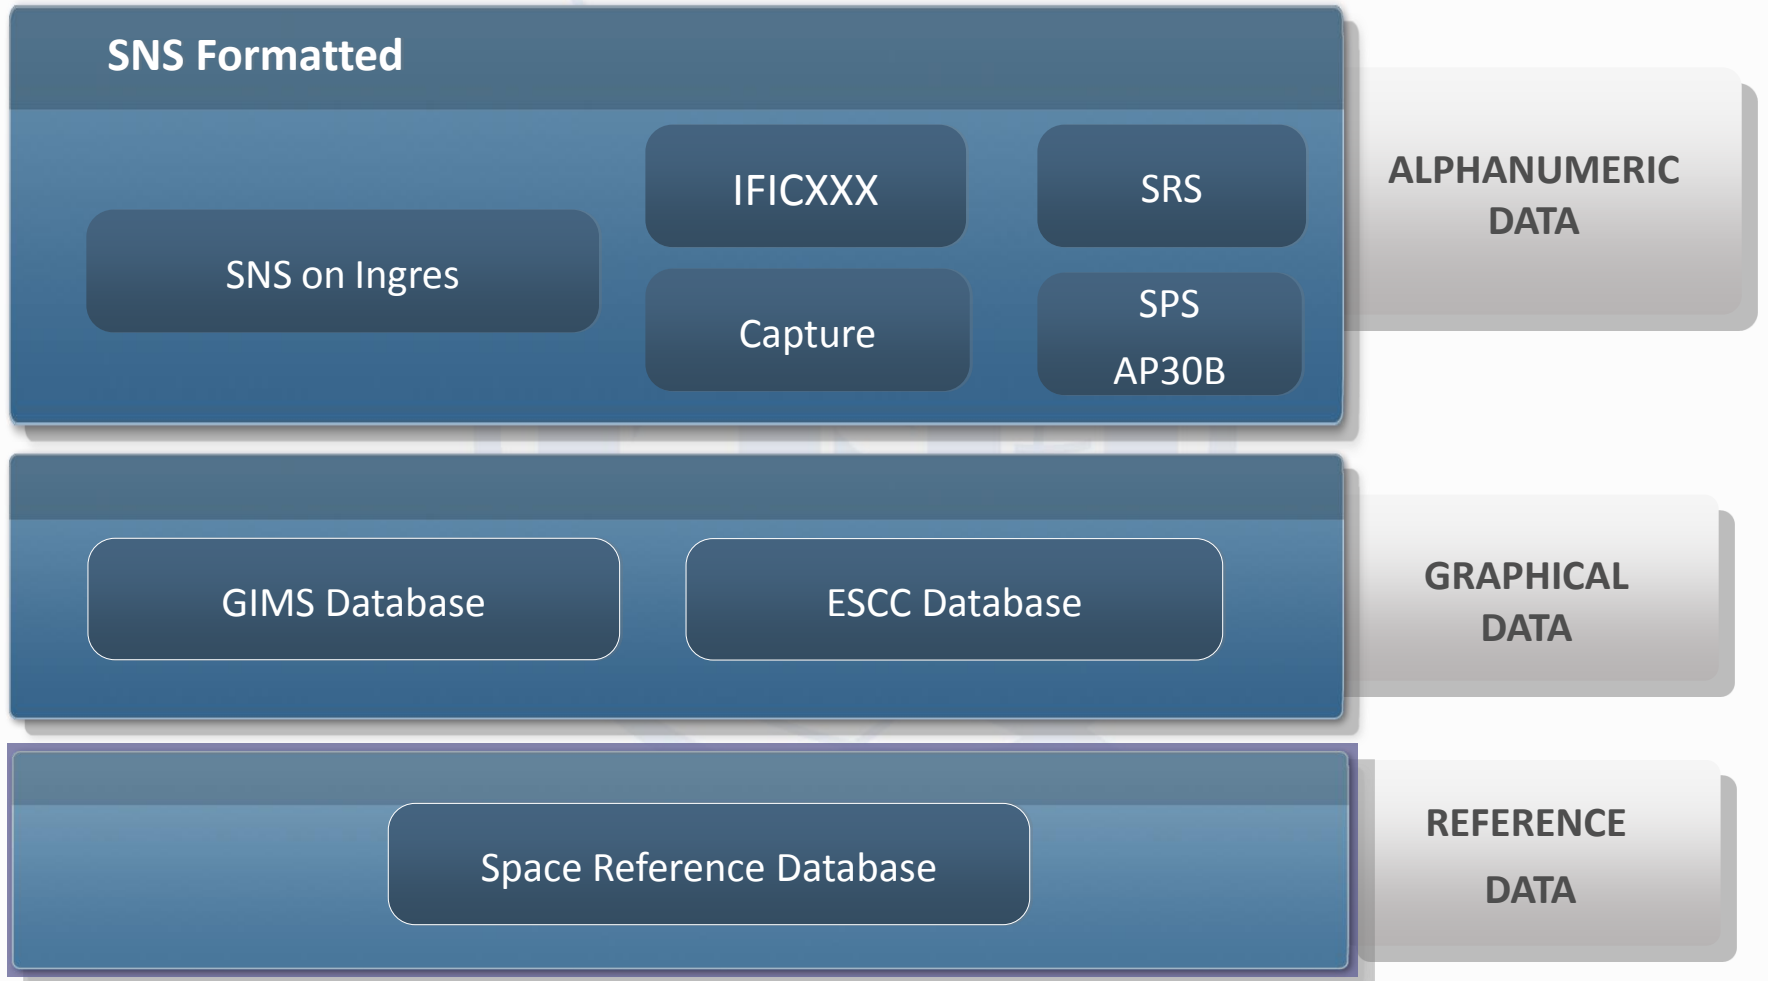 SNS Formatted
IFICXXX
SRS
SNS on Ingres
Capture
SPS
AP30B
ALPHANUMERIC
DATA
GIMS Database
ESCC Database
GRAPHICAL
DATA
Space Reference Database
REFERENCE
DATA